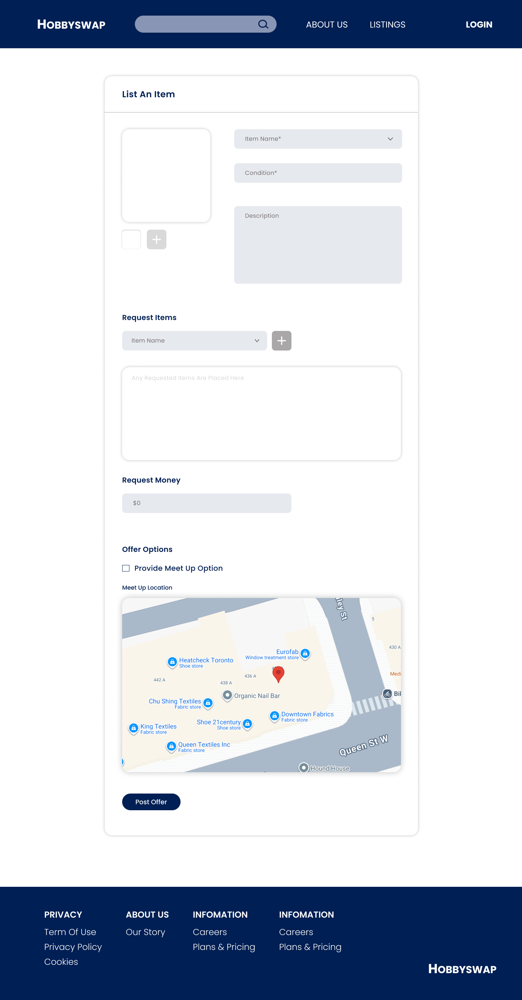 HOBBYSWAP
ABOUT US
LISTINGS
LOGIN
List An Item
Item Name*
Condition*
Description
Request Items
Item Name
Any Requested Items Are Placed Here
Request Money
$0
Offer Options
Provide Meet Up Option
Meet Up Location
ley St
5
430 A
Eurofab
Window treatment store
Heatcheck Toronto
Shoe store
436 A
Medi
442 A
438 A
Organic Nail Bar
Bik
Chu Shing Textiles
Fabric store
Downtown Fabrics
Fabric store
Shoe 21century
Shoe store
King Textiles
Fabric store
Queen Textiles Inc
Fabric store
Queen St W
Hound House
Post Offer
PRIVACY
Term Of Use
Privacy Policy
Cookies
ABOUT US
Our Story
INFOMATION
Careers
Plans & Pricing
INFOMATION
Careers
Plans & Pricing
HOBBYSWAP